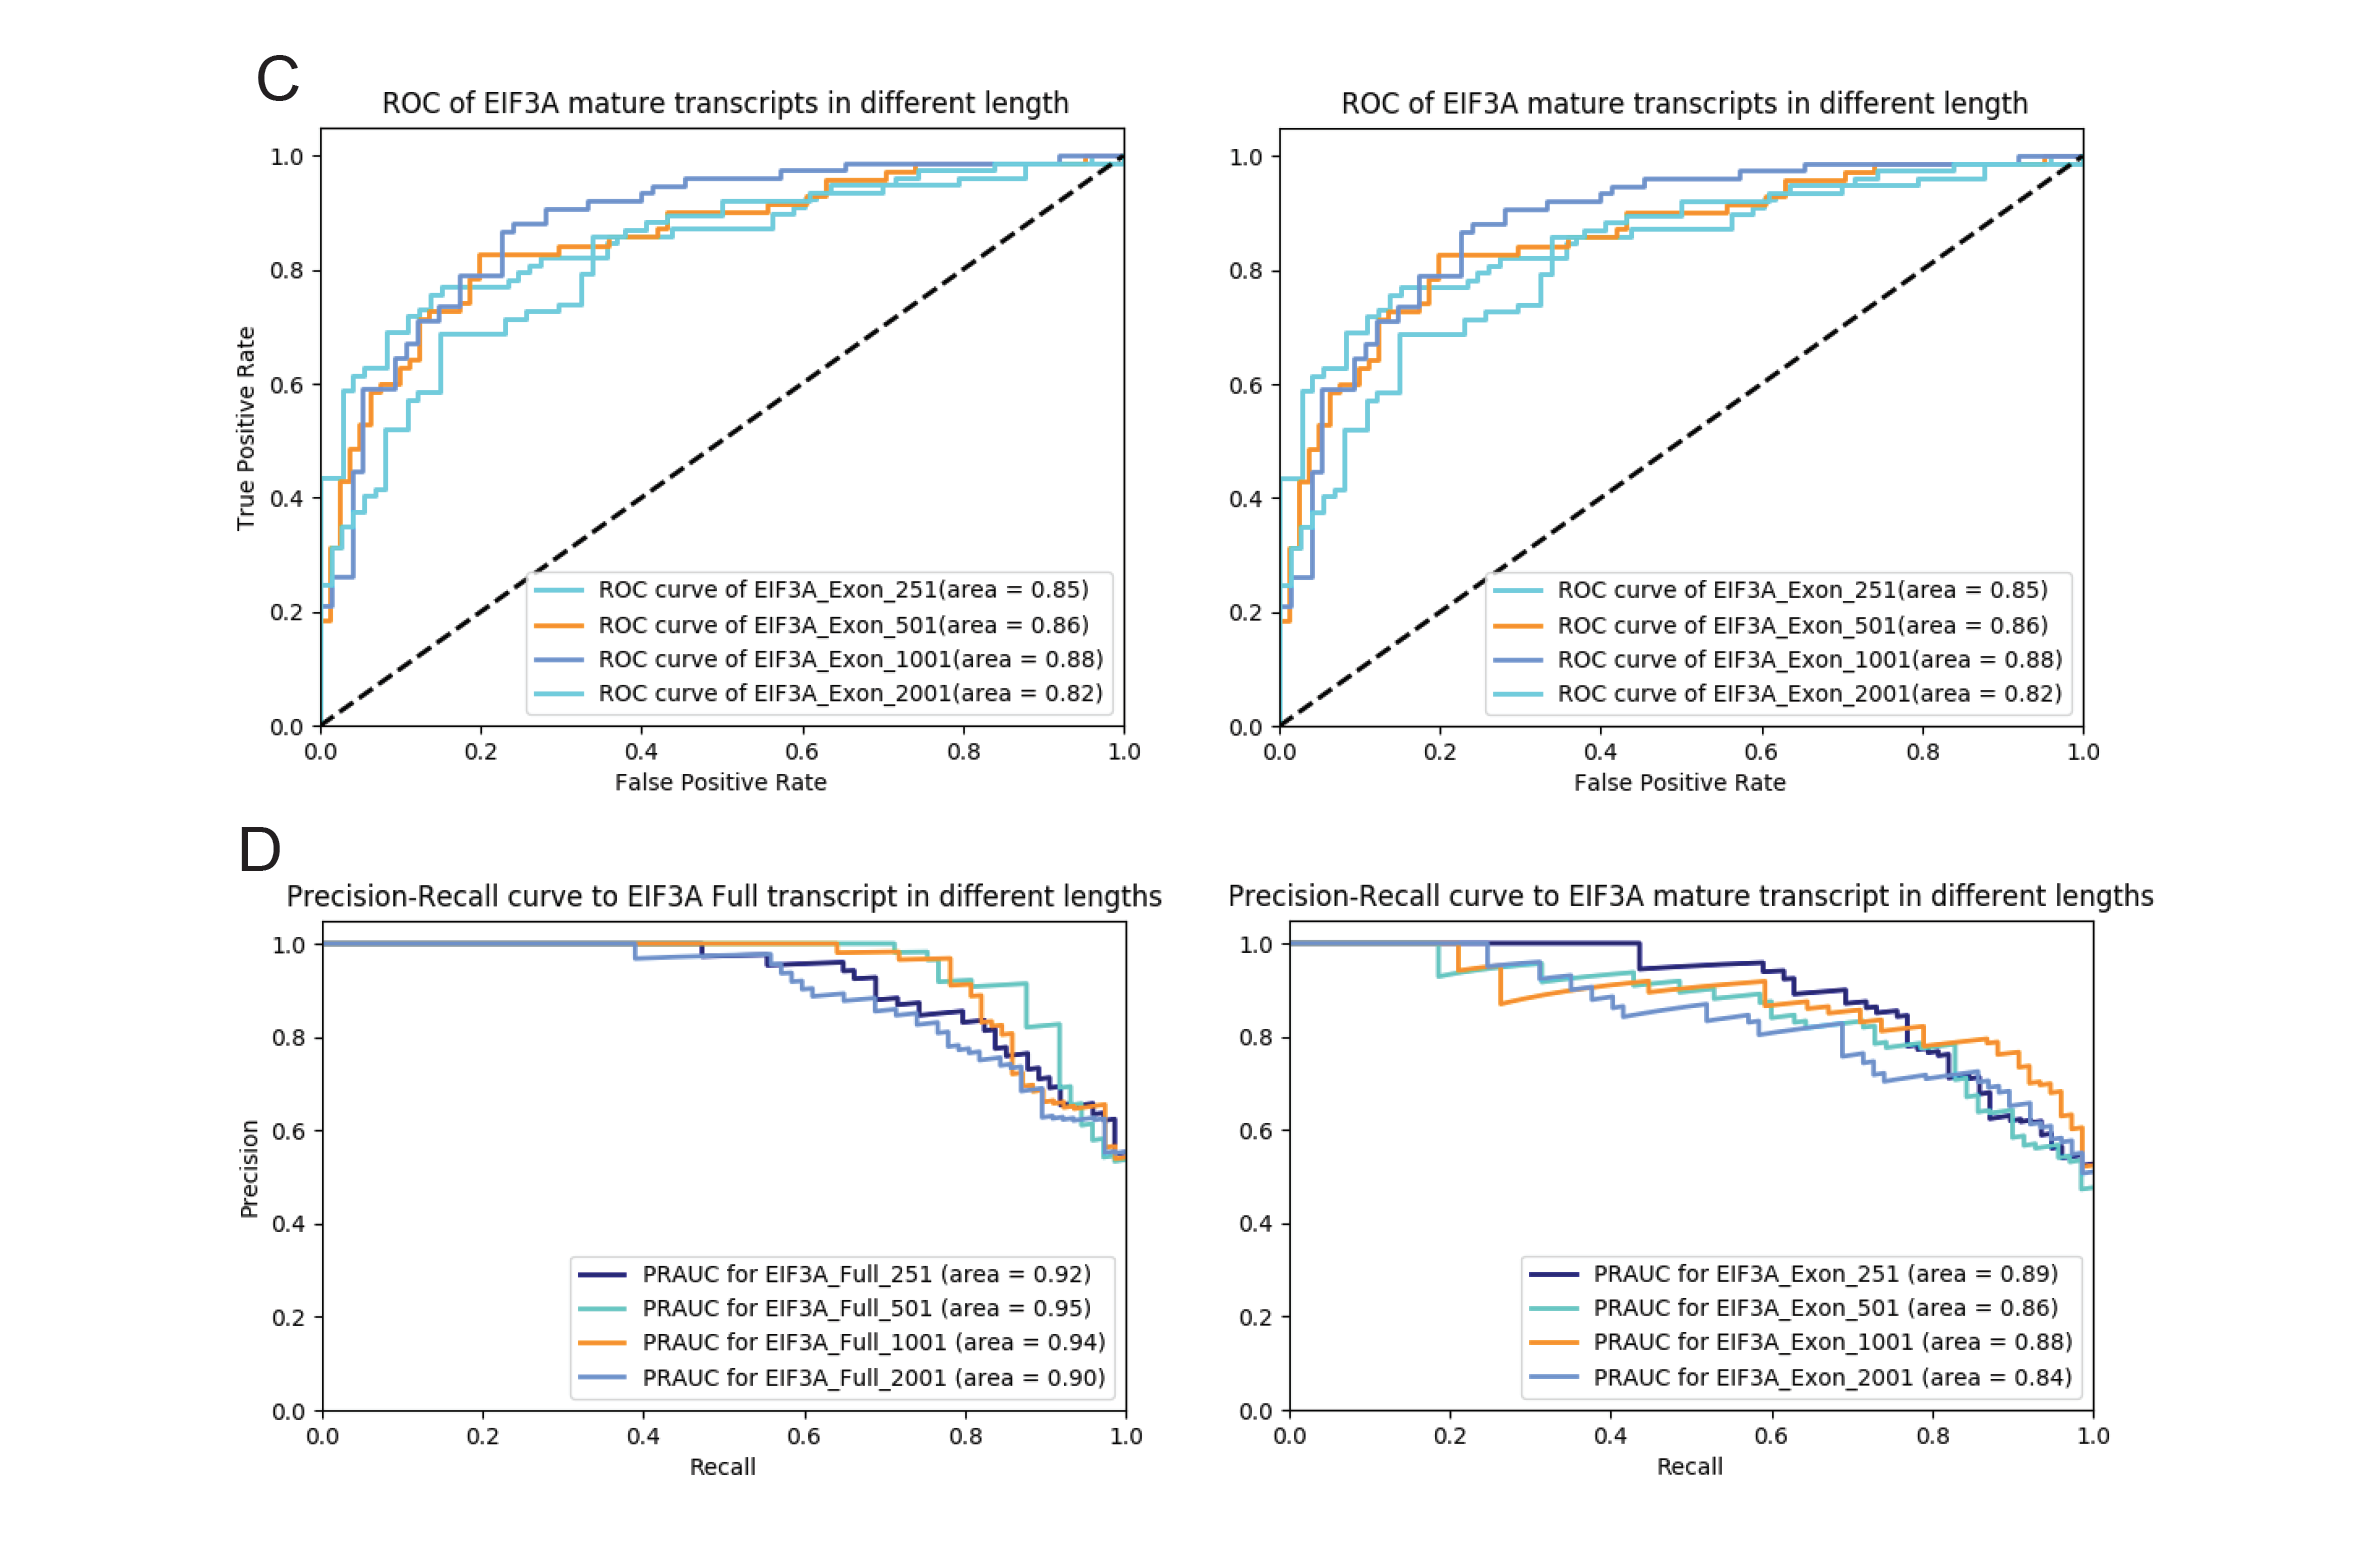 C
ROC of EIF3A mature transcripts in different length
True Positive Rate
1.0
0.8
0.6
0.4
0.2
0.0
ROC curve of EIF3A_Exon_251(area = 0.85)
ROC curve of EIF3A_Exon_501(area = 0.86)
ROC curve of EIF3A_Exon_1001(area = 0.88)
ROC curve of EIF3A_Exon_2001(area = 0.82)
0.0 0.2 0.4 0.6 0.8 1.0
False Positive Rate
ROC of EIF3A mature transcripts in different length
1.0
0.8
0.6
0.4
0.2
0.0
ROC curve of EIF3A_Exon_251(area = 0.85)
ROC curve of EIF3A_Exon_501(area = 0.86)
ROC curve of EIF3A_Exon_1001(area = 0.88)
ROC curve of EIF3A_Exon_2001(area = 0.82)
0.0 0.2 0.4 0.6 0.8 1.0
False Positive Rate
D
Precision-Recall curve to EIF3A Full transcript in different lengths
Precision
1.0
0.8
0.6
0.4
0.2
0.0
PRAUC for EIF3A_Full_251 (area = 0.92)
PRAUC for EIF3A_Full_501 (area = 0.95)
PRAUC for EIF3A_Full_1001 (area = 0.94)
PRAUC for EIF3A_Full_2001 (area = 0.90)
0.0 0.2 0.4 0.6 0.8 1.0
Recall
Precision-Recall curve to EIF3A mature transcript in different lengths
1.0
0.8
0.6
0.4
0.2
0.0
PRAUC for EIF3A_Exon_251 (area = 0.89)
PRAUC for EIF3A_Exon_501 (area = 0.86)
PRAUC for EIF3A_Exon_1001 (area = 0.88)
PRAUC for EIF3A_Exon_2001 (area = 0.84)
0.0 0.2 0.4 0.6 0.8 1.0
Recall